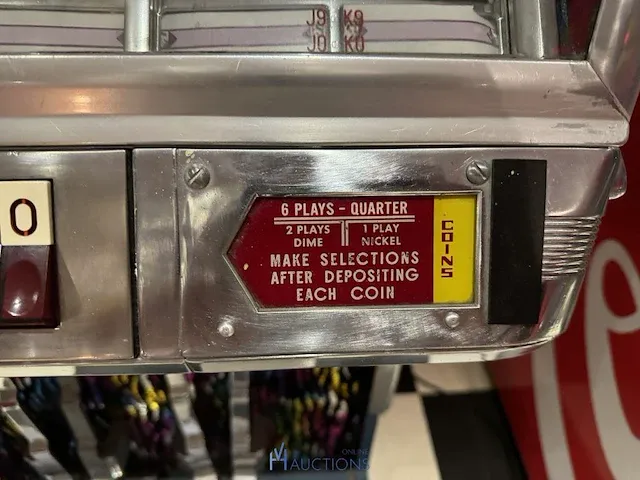 J9 K9
J0 K0
0
6 PLAYS - QUARTER
2 PLAYS 1 PLAY
DIME NICKEL
MAKE SELECTIONS
AFTER DEPOSITING
EACH COIN
COINS
ONLINE
AUCTIONS